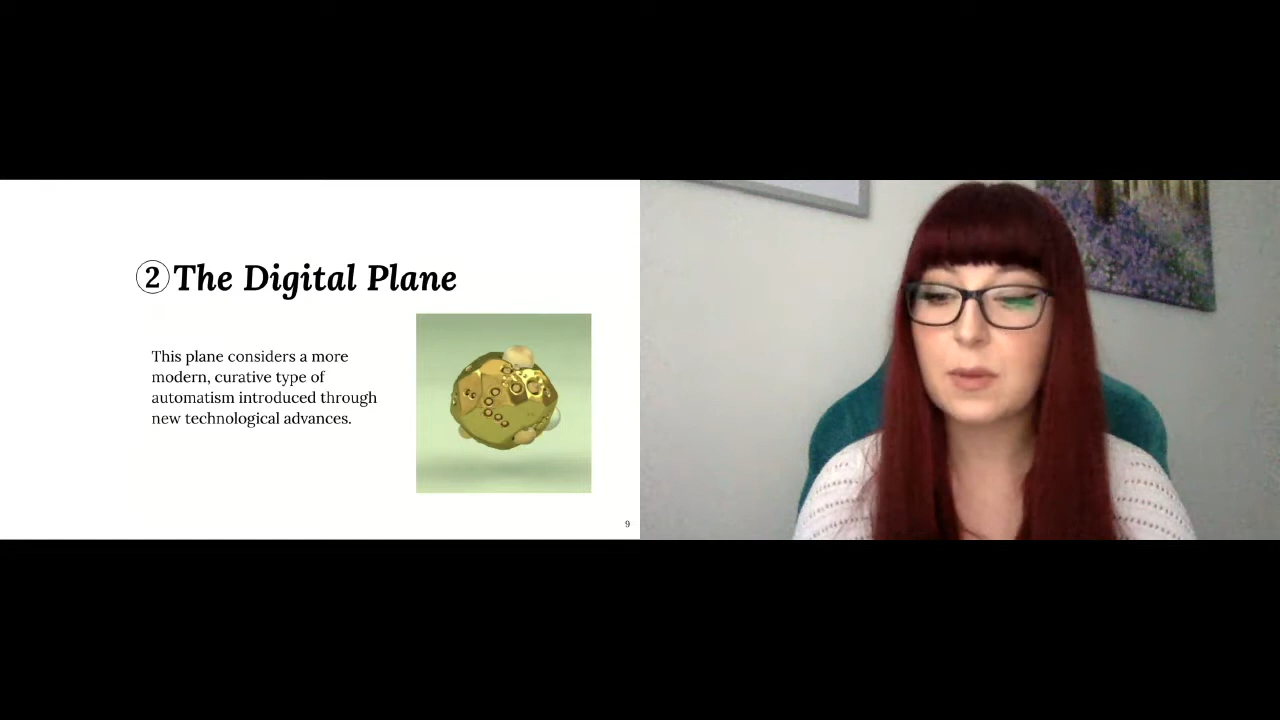 ② The Digital Plane
This plane considers a more
modern, curative type of
automatism introduced through
new technological advances.
9